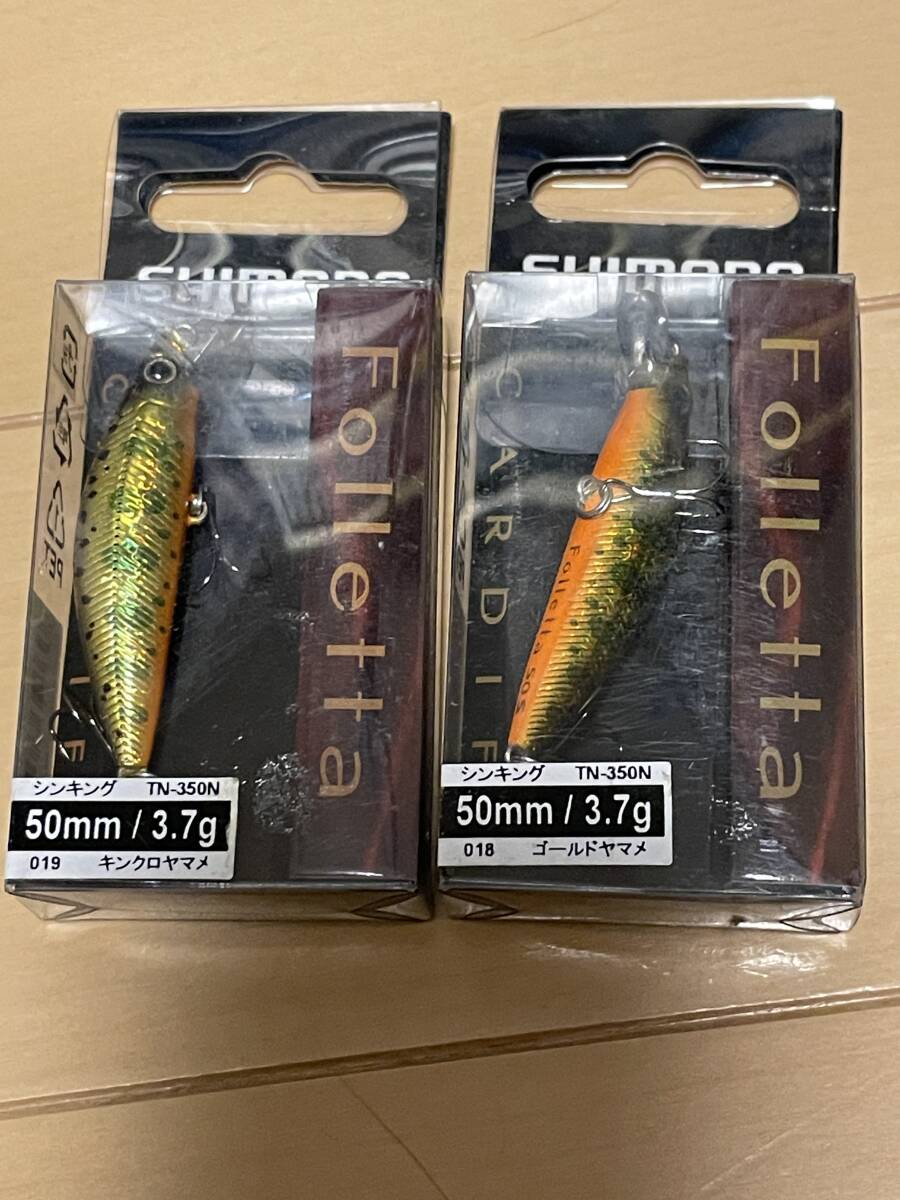 SHIMANO
Folletta
シンキング TN-350N
50mm / 3.7g
019 キンクロヤマメ
SHIMANO
CARDIF
Folletta
Folletta 50S
シンキング TN-350N
50mm / 3.7g
018 ゴールドヤマメ